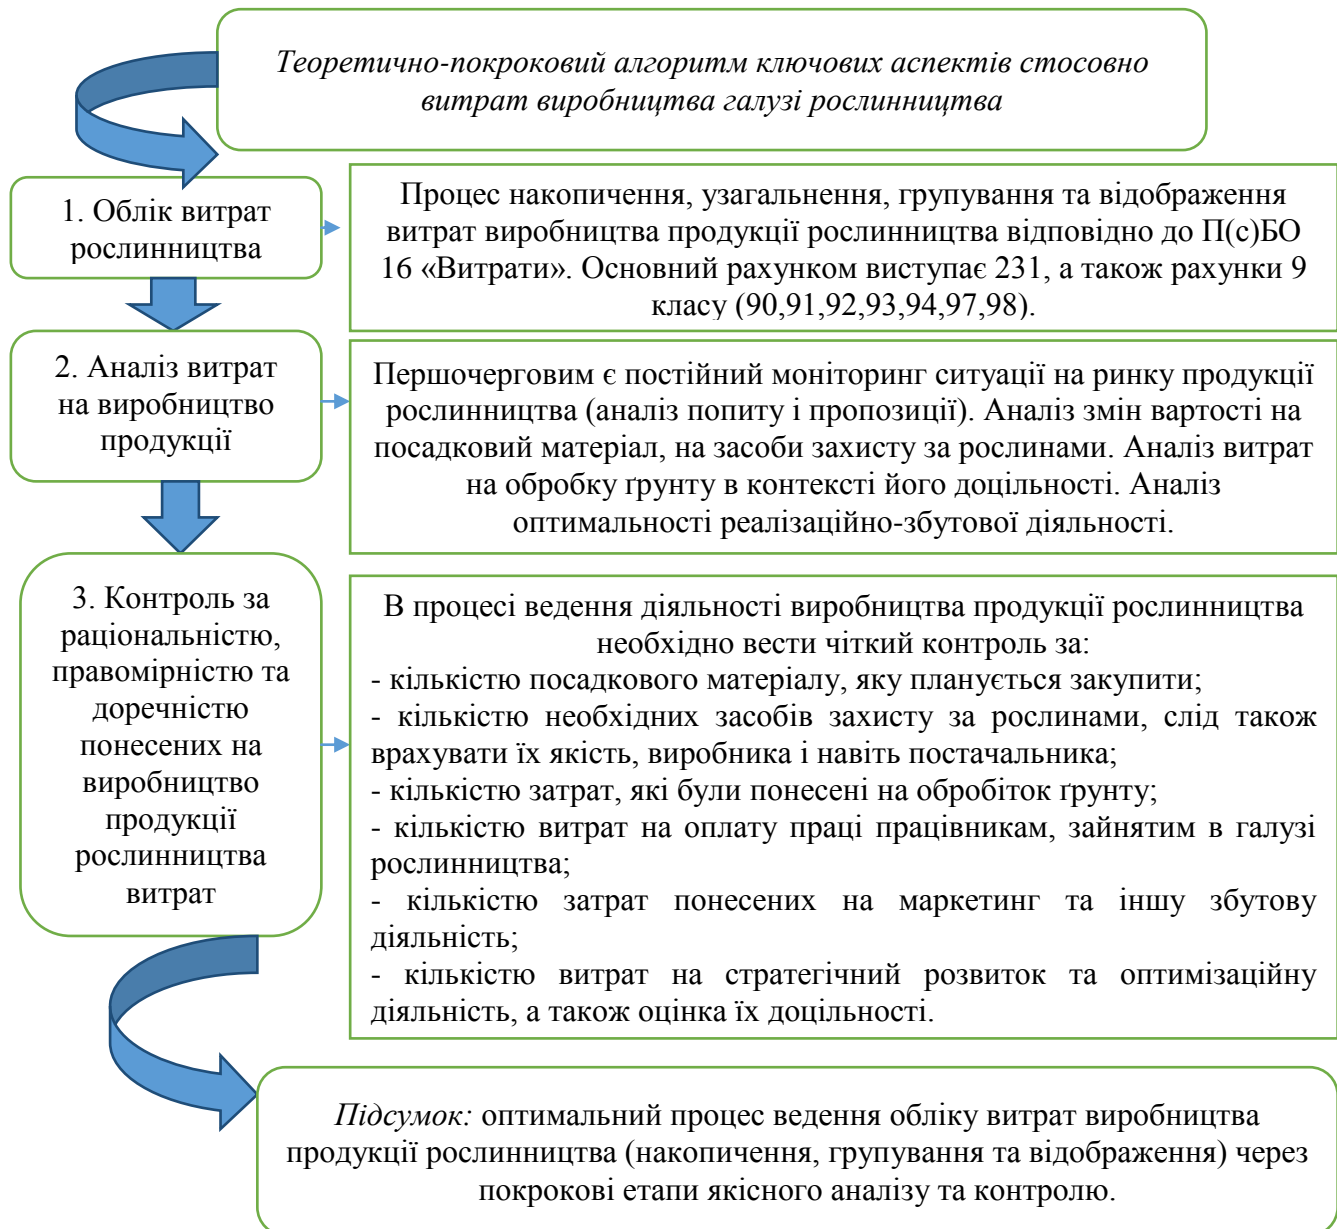 Теоретично-покроковий алгоритм ключових аспектів стосовно
витрат виробництва галузі рослинництва
1. Облік витрат
рослинництва
Процес накопичення, узагальнення, групування та відображення
витрат виробництва продукції рослинництва відповідно до П(с)БО
16 «Витрати». Основний рахунком виступає 231, а також рахунки 9
класу (90,91,92,93,94,97,98).
2. Аналіз витрат
на виробництво
продукції
Першочерговим є постійний моніторинг ситуації на ринку продукції
рослинництва (аналіз попиту і пропозиції). Аналіз змін вартості на
посадковий матеріал, на засоби захисту за рослинами. Аналіз витрат
на обробку ґрунту в контексті його доцільності. Аналіз
оптимальності реалізаційно-збутової діяльності.
3. Контроль за
раціональністю,
правомірністю та
доречністю
понесених на
виробництво
продукції
рослинництва
витрат
В процесі ведення діяльності виробництва продукції рослинництва
необхідно вести чіткий контроль за:
- кількістю посадкового матеріалу, яку планується закупити;
- кількістю необхідних засобів захисту за рослинами, слід також
врахувати їх якість, виробника і навіть постачальника;
- кількістю затрат, які були понесені на обробіток ґрунту;
- кількістю витрат на оплату праці працівникам, зайнятим в галузі
рослинництва;
- кількістю затрат понесених на маркетинг та іншу збутову
діяльність;
- кількістю витрат на стратегічний розвиток та оптимізаційну
діяльність, а також оцінка їх доцільності.
Підсумок: оптимальний процес ведення обліку витрат виробництва
продукції рослинництва (накопичення, групування та відображення) через
покрокові етапи якісного аналізу та контролю.